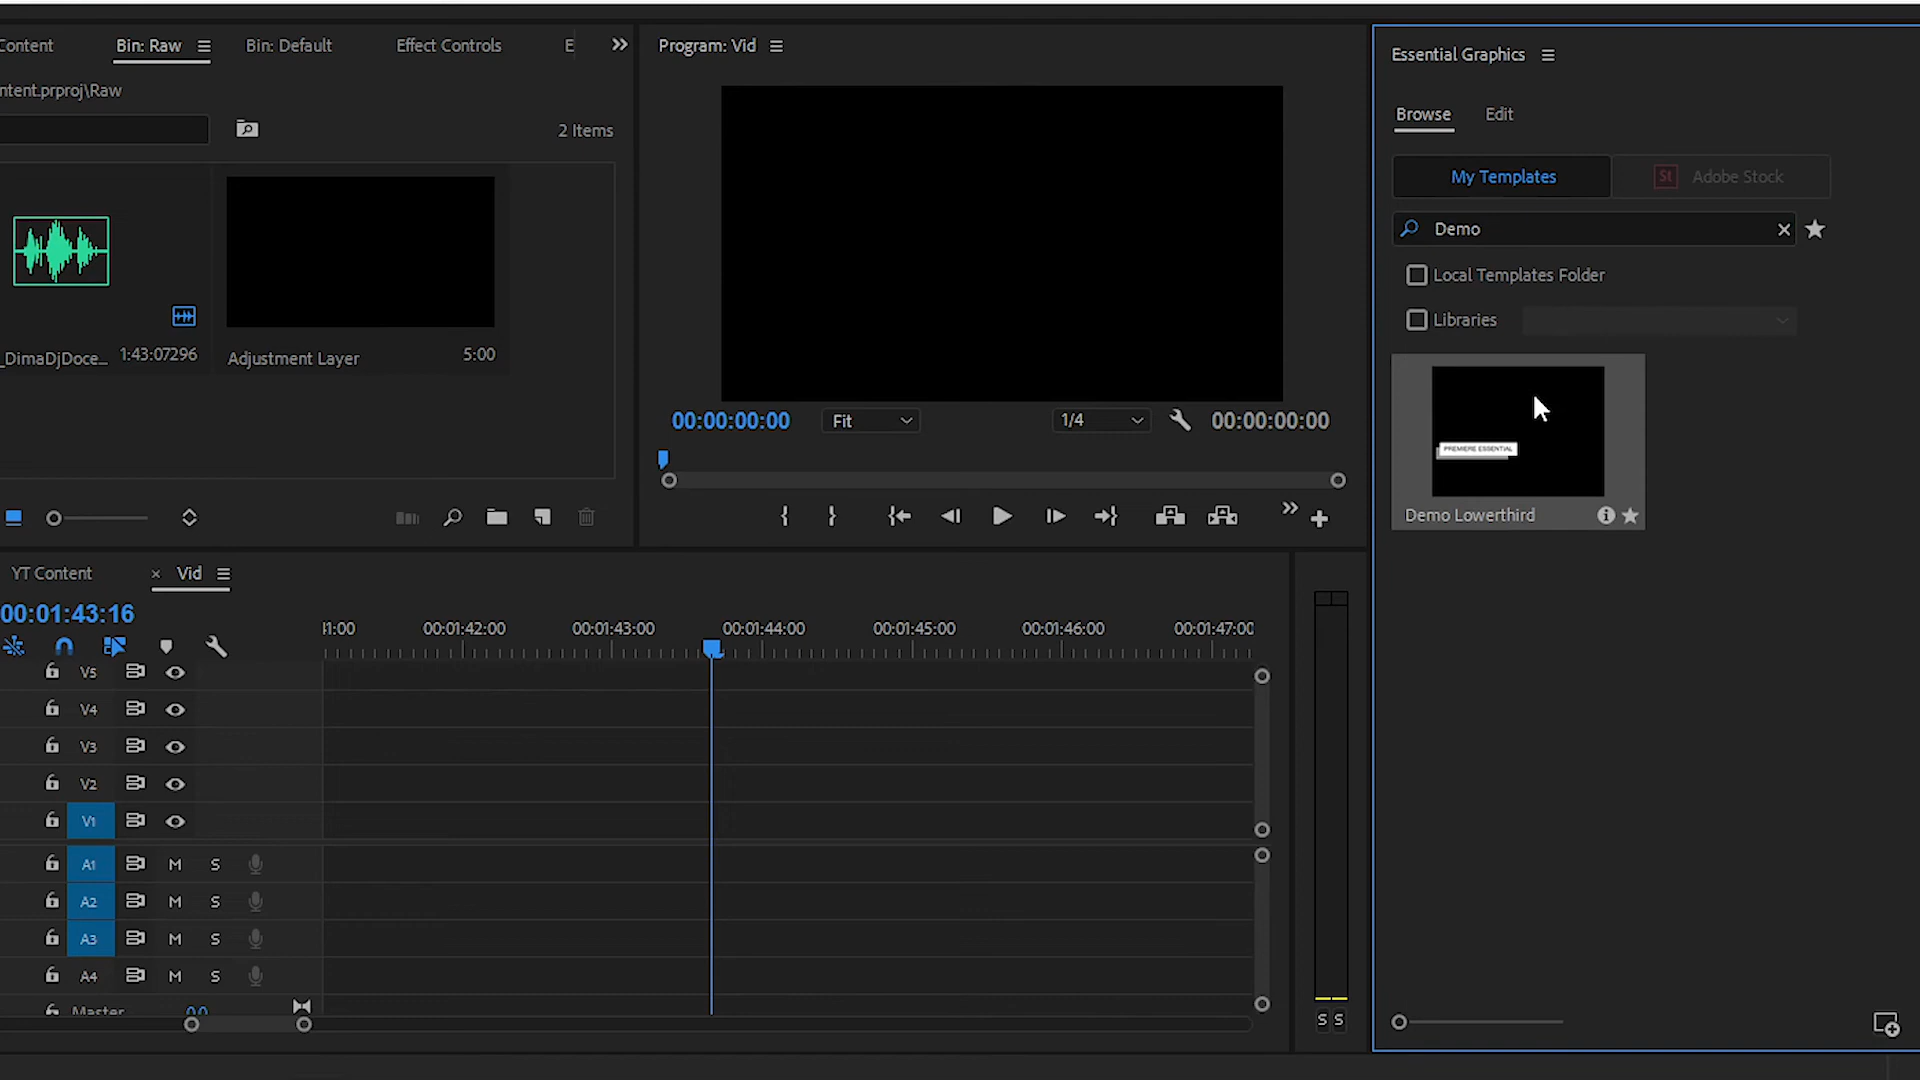 Content
Bin: Raw
Bin: Default
Effect Controls
E
Program: Vid
Essential Graphics
ntent.prproj\Raw
Browse
Edit
2 Items
My Templates
St Adobe Stock
Demo
Local Templates Folder
Libraries
_DimaDjDoce...
1:43:07296
Adjustment Layer
5:00
PREMIERE ESSENTIAL
Demo Lowerthird
00:00:00:00
Fit
1/4
00:00:00:00
YT Content
× Vid
00:01:43:16
1:00
00:01:42:00
00:01:43:00
00:01:44:00
00:01:45:00
00:01:46:00
00:01:47:00
V5
V4
V3
V2
V1
A1 M S
A2 M S
A3 M S
A4 M S
Master 0.0
S S